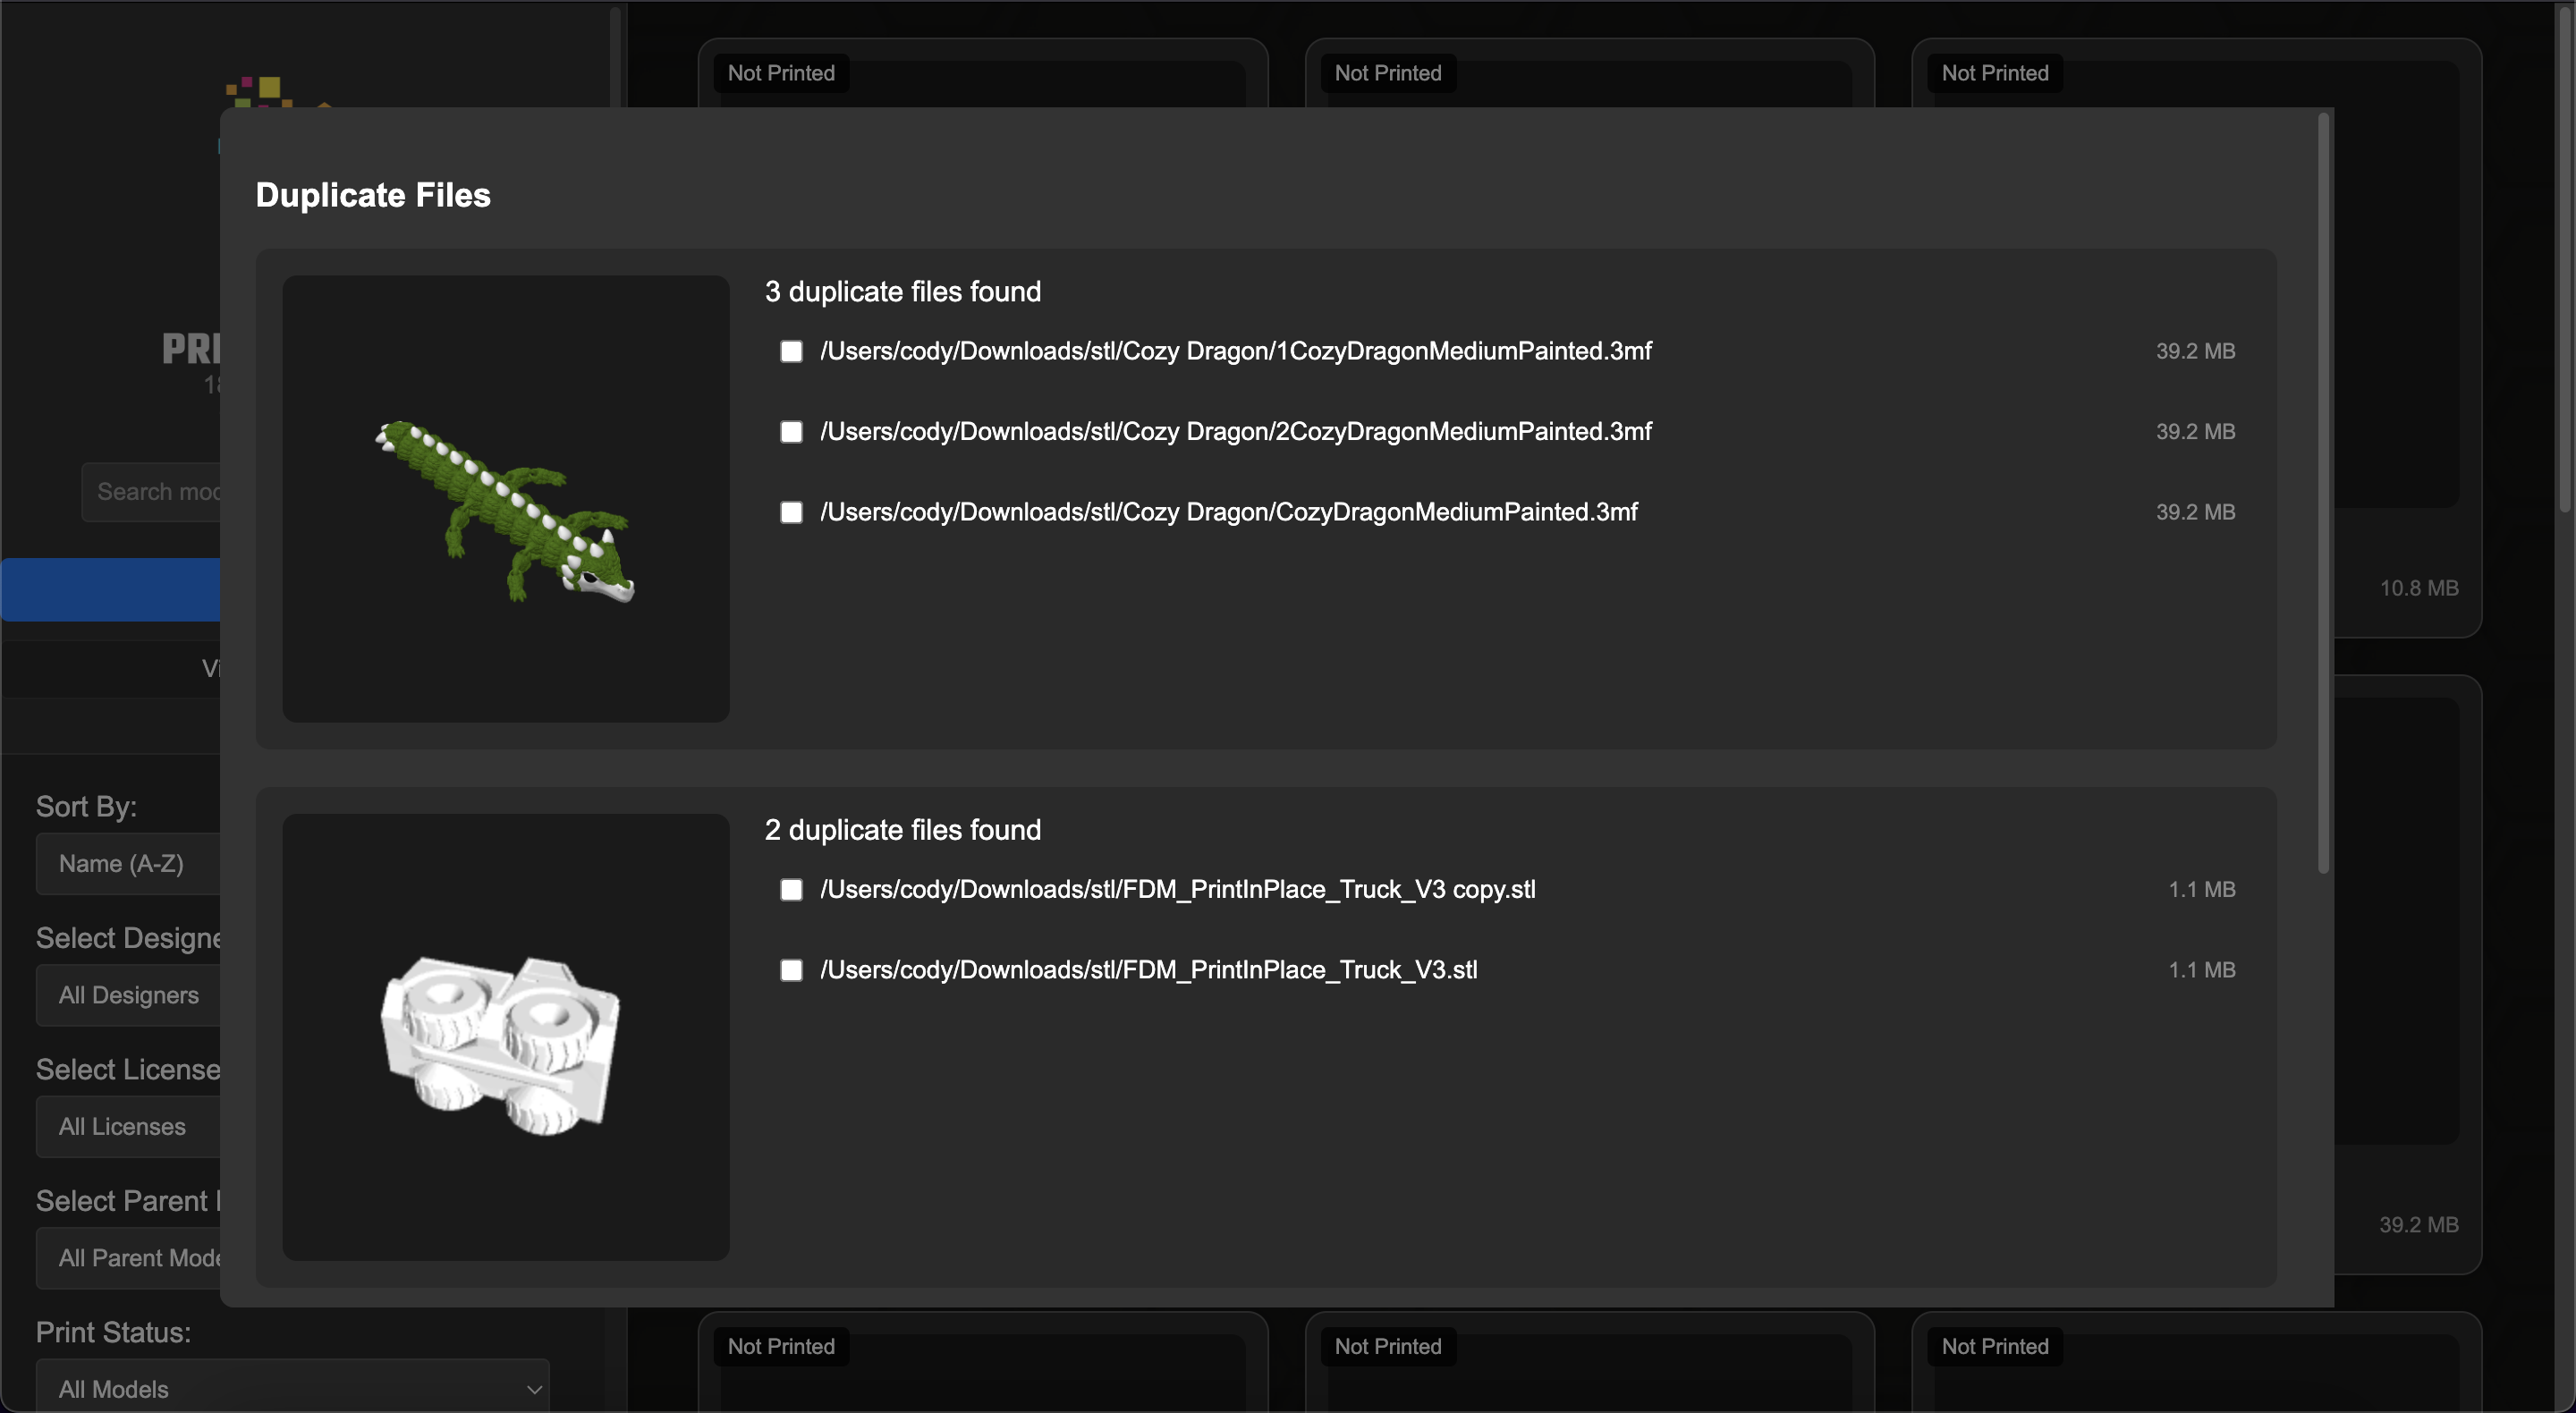 Not Printed
Not Printed
Not Printed
Duplicate Files
3 duplicate files found
/Users/cody/Downloads/stl/Cozy Dragon/1CozyDragonMediumPainted.3mf
39.2 MB
/Users/cody/Downloads/stl/Cozy Dragon/2CozyDragonMediumPainted.3mf
39.2 MB
/Users/cody/Downloads/stl/Cozy Dragon/CozyDragonMediumPainted.3mf
39.2 MB
PRI
Search
10.8 MB
2 duplicate files found
/Users/cody/Downloads/stl/FDM_PrintInPlace_Truck_V3 copy.stl
1.1 MB
/Users/cody/Downloads/stl/FDM_PrintInPlace_Truck_V3.stl
1.1 MB
Sort By:
Name (A-Z)
Select
All Designers
Select License
All Licenses
Select Parent
All Parent
39.2 MB
Print Status:
All Models
Not Printed
Not Printed
Not Printed